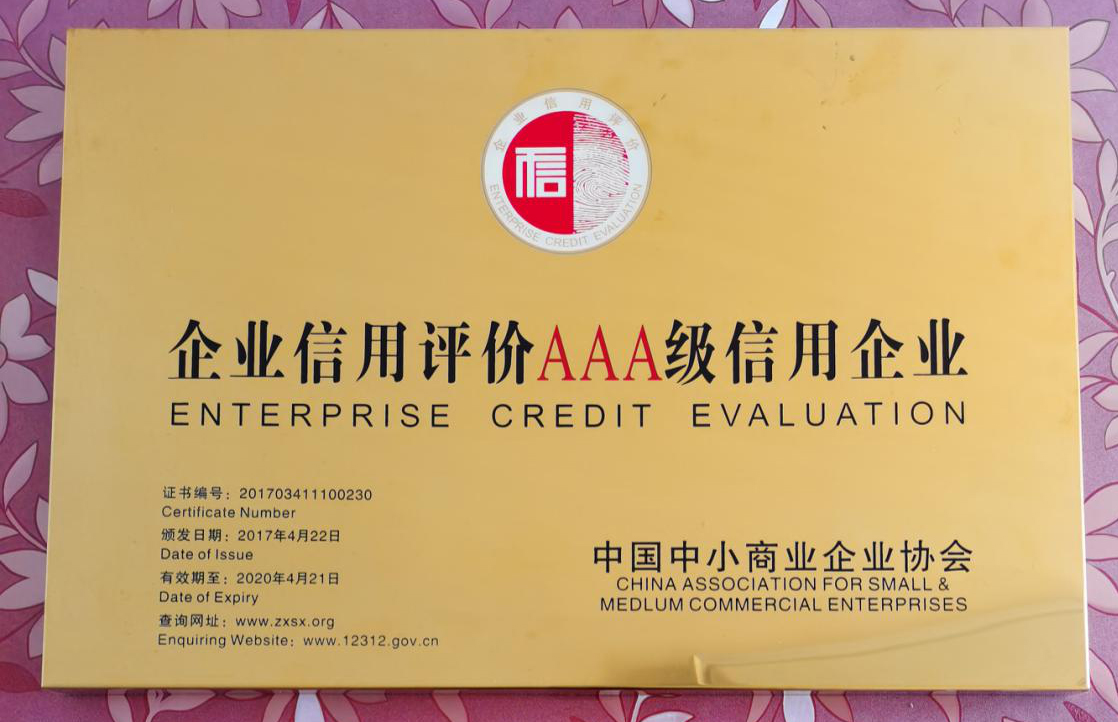 企业信用评价
信
ENTERPRISE CREDIT EVALUATION
企业信用评价AAA级信用企业
ENTERPRISE CREDIT EVALUATION
证书编号：201703411100230
Certificate Number
颁发日期：2017年4月22日
Date of Issue
有效期至：2020年4月21日
Date of Expiry
查询网址：www.zxsx.org
Enquiring Website：www.12312.gov.cn
中国中小商业企业协会
CHINA ASSOCIATION FOR SMALL &
MEDLUM COMMERCIAL ENTERPRISES